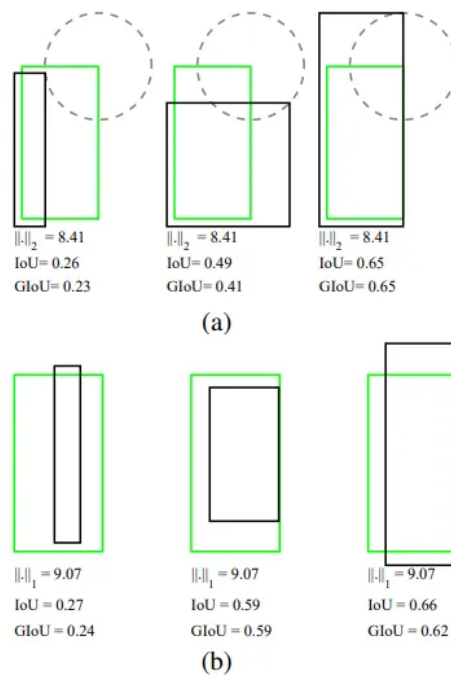 ||.||₂ = 8.41 ||.||₂ = 8.41 ||.||₂ = 8.41
IoU= 0.26 IoU= 0.49 IoU= 0.65
GIoU= 0.23 GIoU= 0.41 GIoU= 0.65
(a)
||.||₁ = 9.07 ||.||₁ = 9.07 ||.||₁ = 9.07
IoU = 0.27 IoU = 0.59 IoU = 0.66
GIoU = 0.24 GIoU = 0.59 GIoU = 0.62
(b)